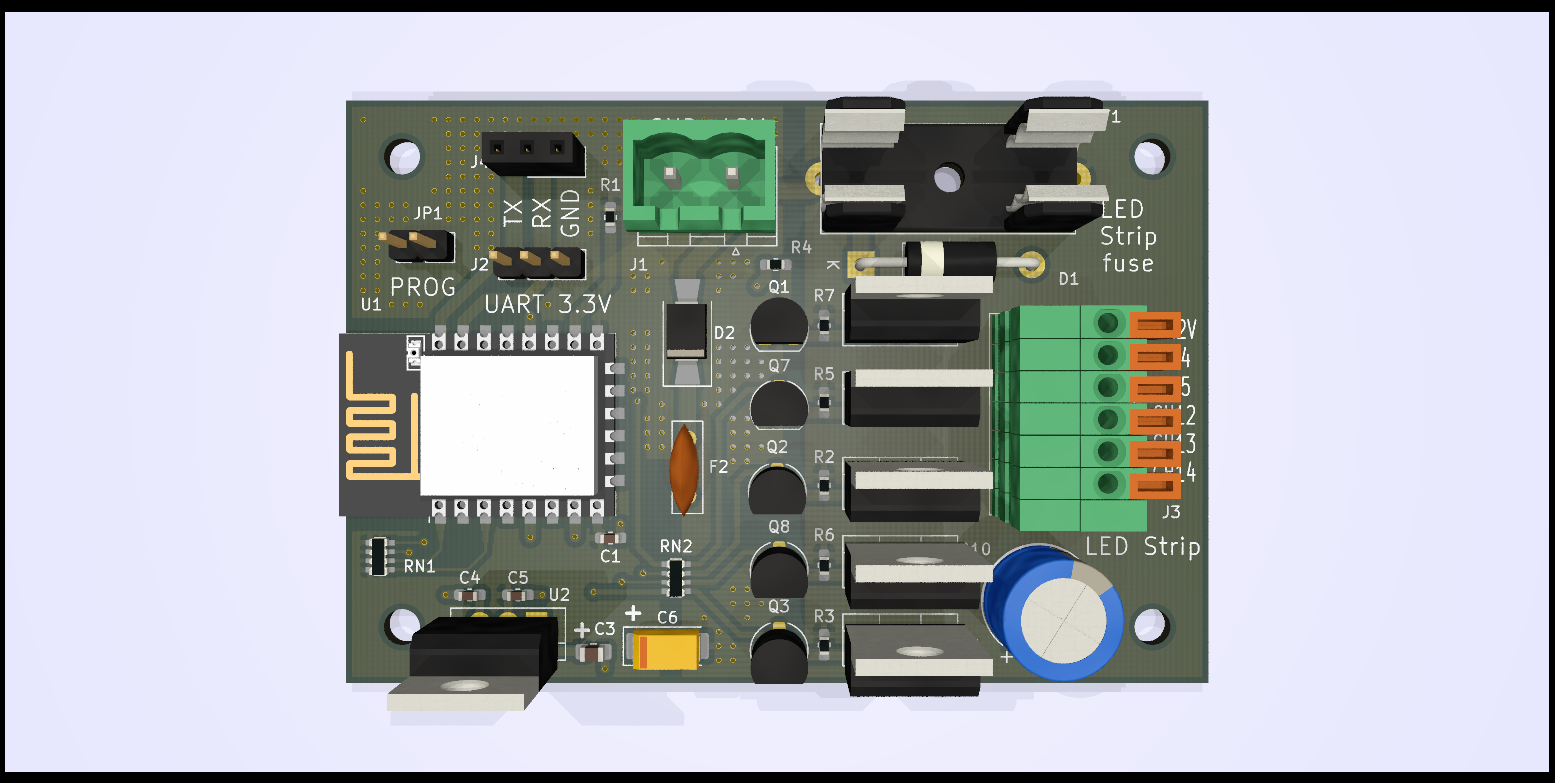 J4
R1
JP1
TX
RX
GND
LED
Strip
fuse
J2
J1
R4
K
D1
PROG
U1
UART 3.3V
Q1
R7
D2
Q7
R5
Q2
R2
F2
J3
Q8
R6
LED Strip
C1
RN2
RN1
C4
C5
U2
Q3
R3
C3
C6
+
+
+